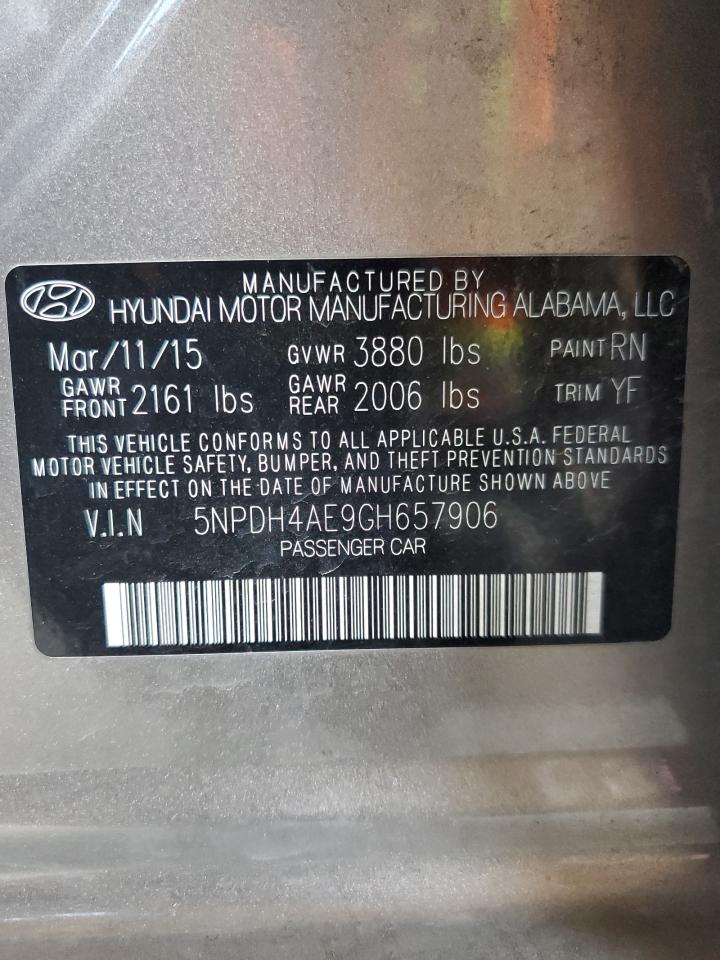 MANUFACTURED BY
HYUNDAI MOTOR MANUFACTURING ALABAMA, LLC
Mar/11/15 GVWR 3880 lbs PAINT RN
GAWR FRONT 2161 lbs GAWR REAR 2006 lbs TRIM YF
THIS VEHICLE CONFORMS TO ALL APPLICABLE U.S.A. FEDERAL
MOTOR VEHICLE SAFETY, BUMPER, AND THEFT PREVENTION STANDARDS
IN EFFECT ON THE DATE OF MANUFACTURE SHOWN ABOVE
V.I.N 5NPDH4AE9GH657906
PASSENGER CAR